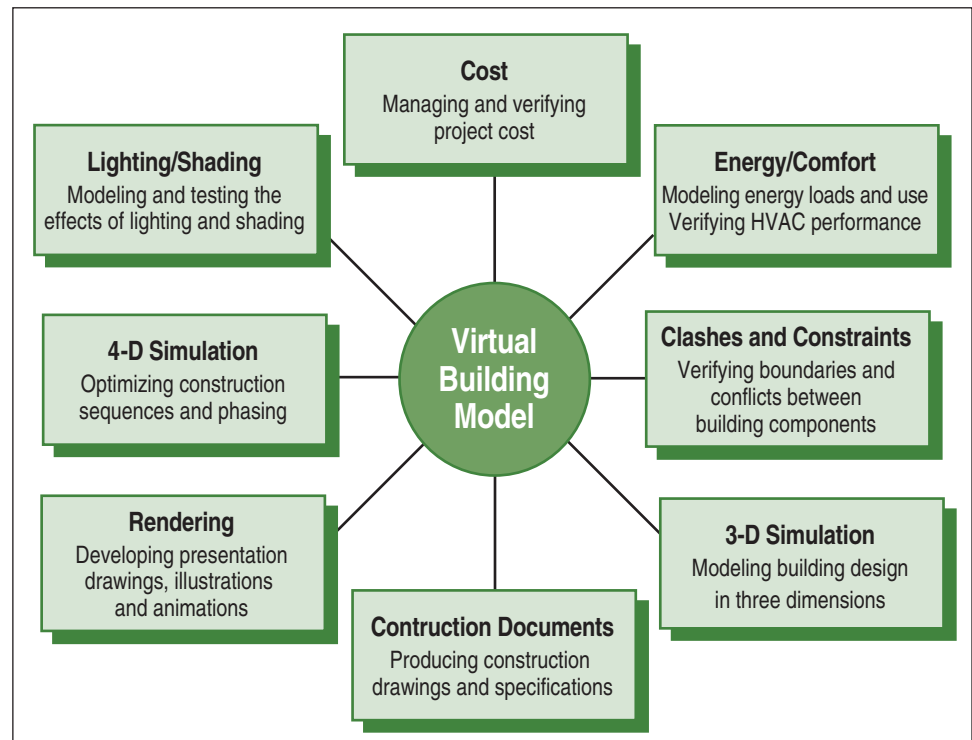 Cost
Managing and verifying
project cost
Lighting/Shading
Modeling and testing the
effects of lighting and shading
Energy/Comfort
Modeling energy loads and use
Verifying HVAC performance
4-D Simulation
Optimizing construction
sequences and phasing
Virtual
Building
Model
Clashes and Constraints
Verifying boundaries and
conflicts between
building components
Rendering
Developing presentation
drawings, illustrations
and animations
3-D Simulation
Modeling building design
in three dimensions
Contruction Documents
Producing construction
drawings and specifications